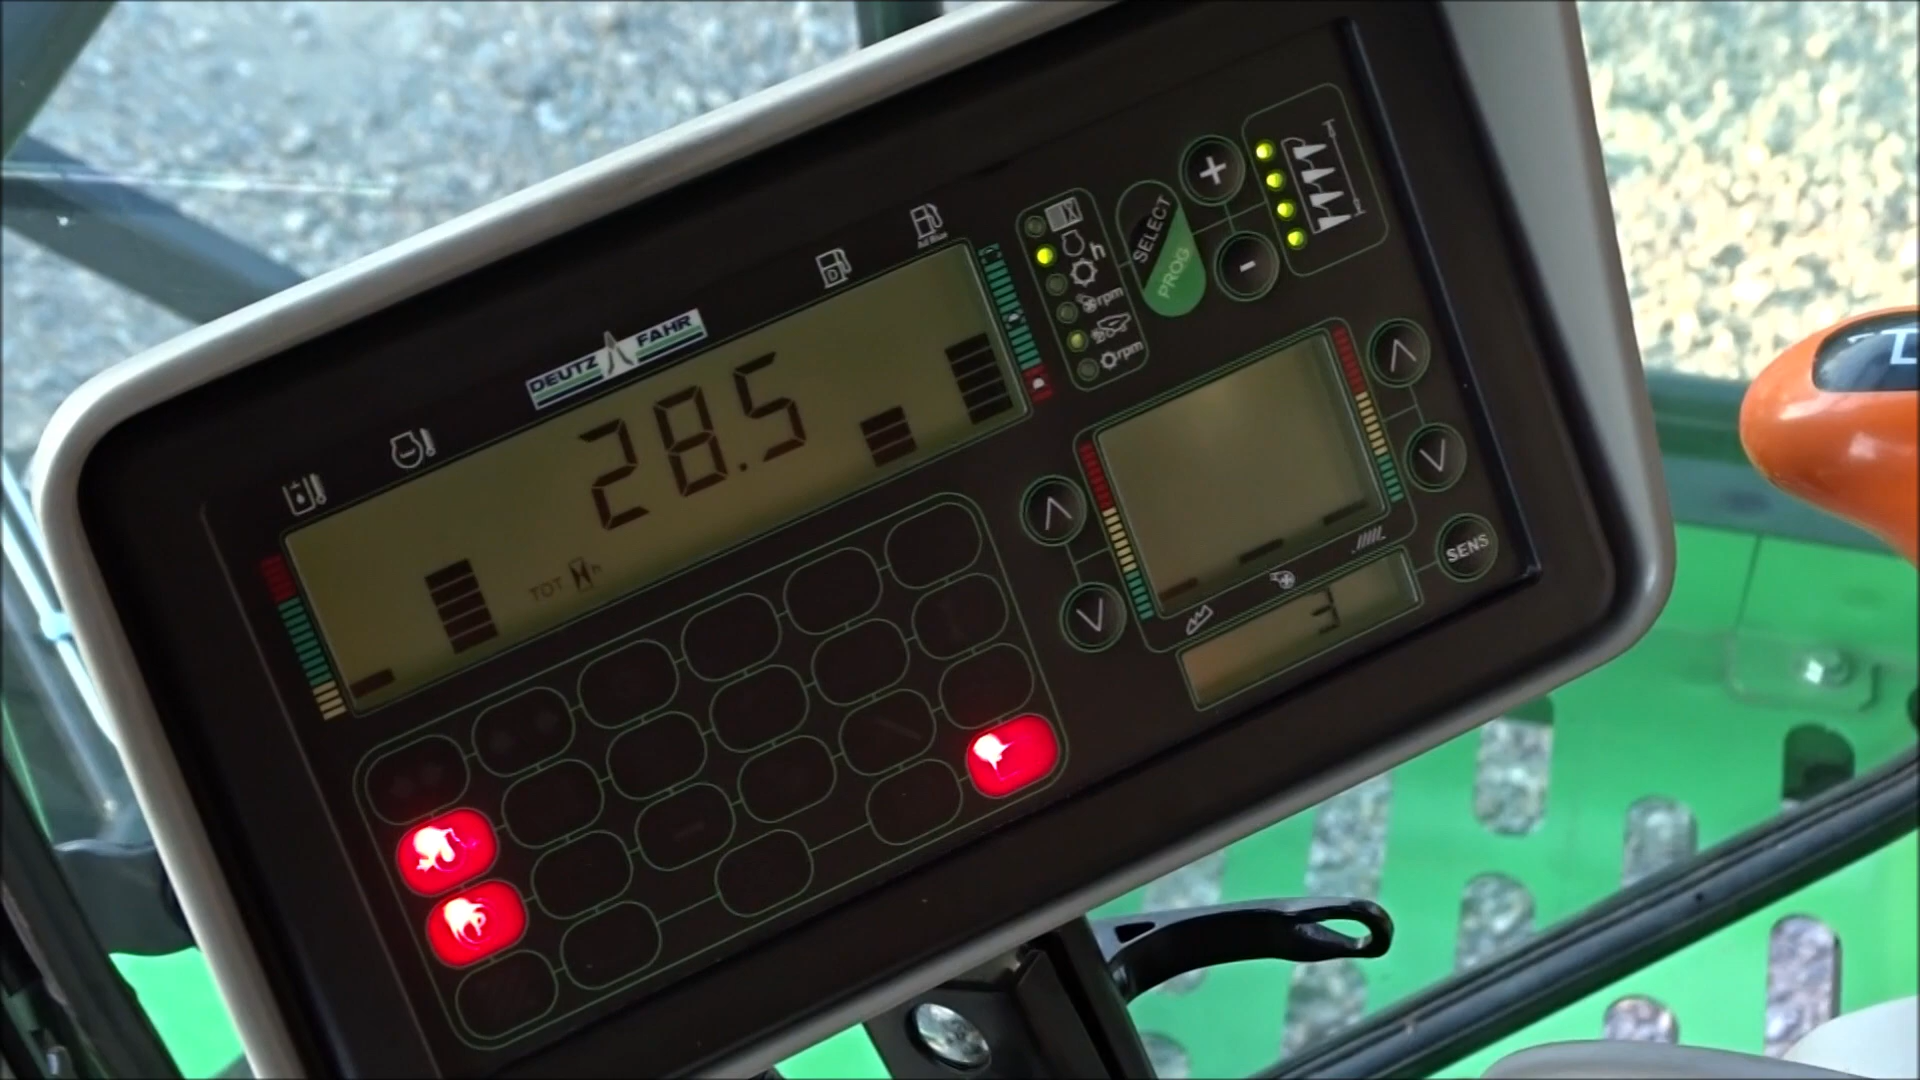 DEUTZ FAHR
D
AdBlue
28.5
TOT h
h
rpm
rpm
SELECT
PROG
+
-
SENS
P